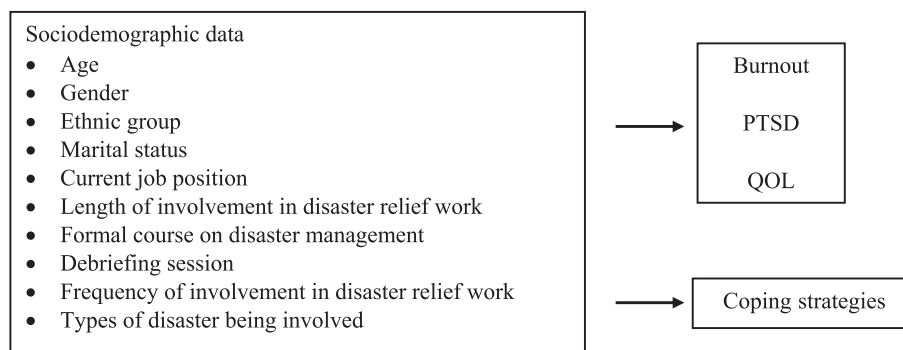 Sociodemographic data
• Age
• Gender
• Ethnic group
• Marital status
• Current job position
• Length of involvement in disaster relief work
• Formal course on disaster management
• Debriefing session
• Frequency of involvement in disaster relief work
• Types of disaster being involved
Burnout
PTSD
QOL
Coping strategies